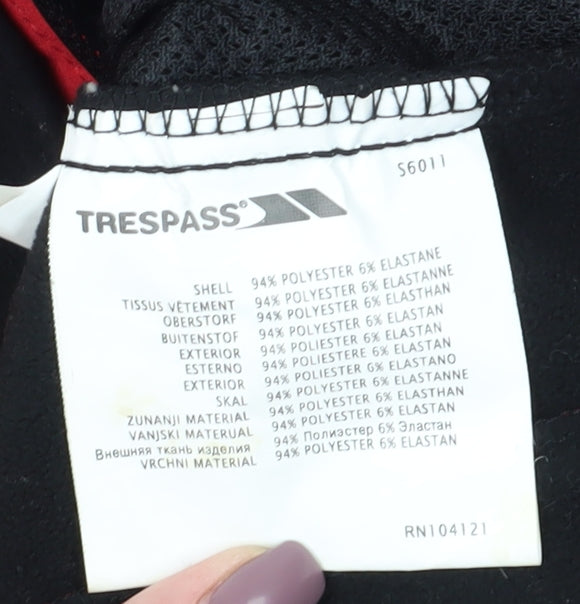 S6011
TRESPASS®
SHELL 94% POLYESTER 6% ELASTANE
TISSUS VÊTEMENT 94% POLYESTER 6% ELASTANNE
OBERSTORF 94% POLYESTER 6% ELASTHAN
BUITENSTOF 94% POLYESTER 6% ELASTAN
EXTERIOR 94% POLYESTER 6% ELASTAN
ESTERNO 94% POLIESTERE 6% ELASTAN
EXTERIOR 94% POLIESTER 6% ELASTANO
SKAL 94% POLYESTER 6% ELASTANNE
ZUNANJI MATERIAL 94% POLYESTER 6% ELASTHAN
VANJSKI MATERUAL 94% POLYESTER 6% ELASTAN
Внешняя ткань изделия 94% Полиэстер 6% Эластан
VRCHNI MATERIAL 94% POLYESTER 6% ELASTAN
RN104121